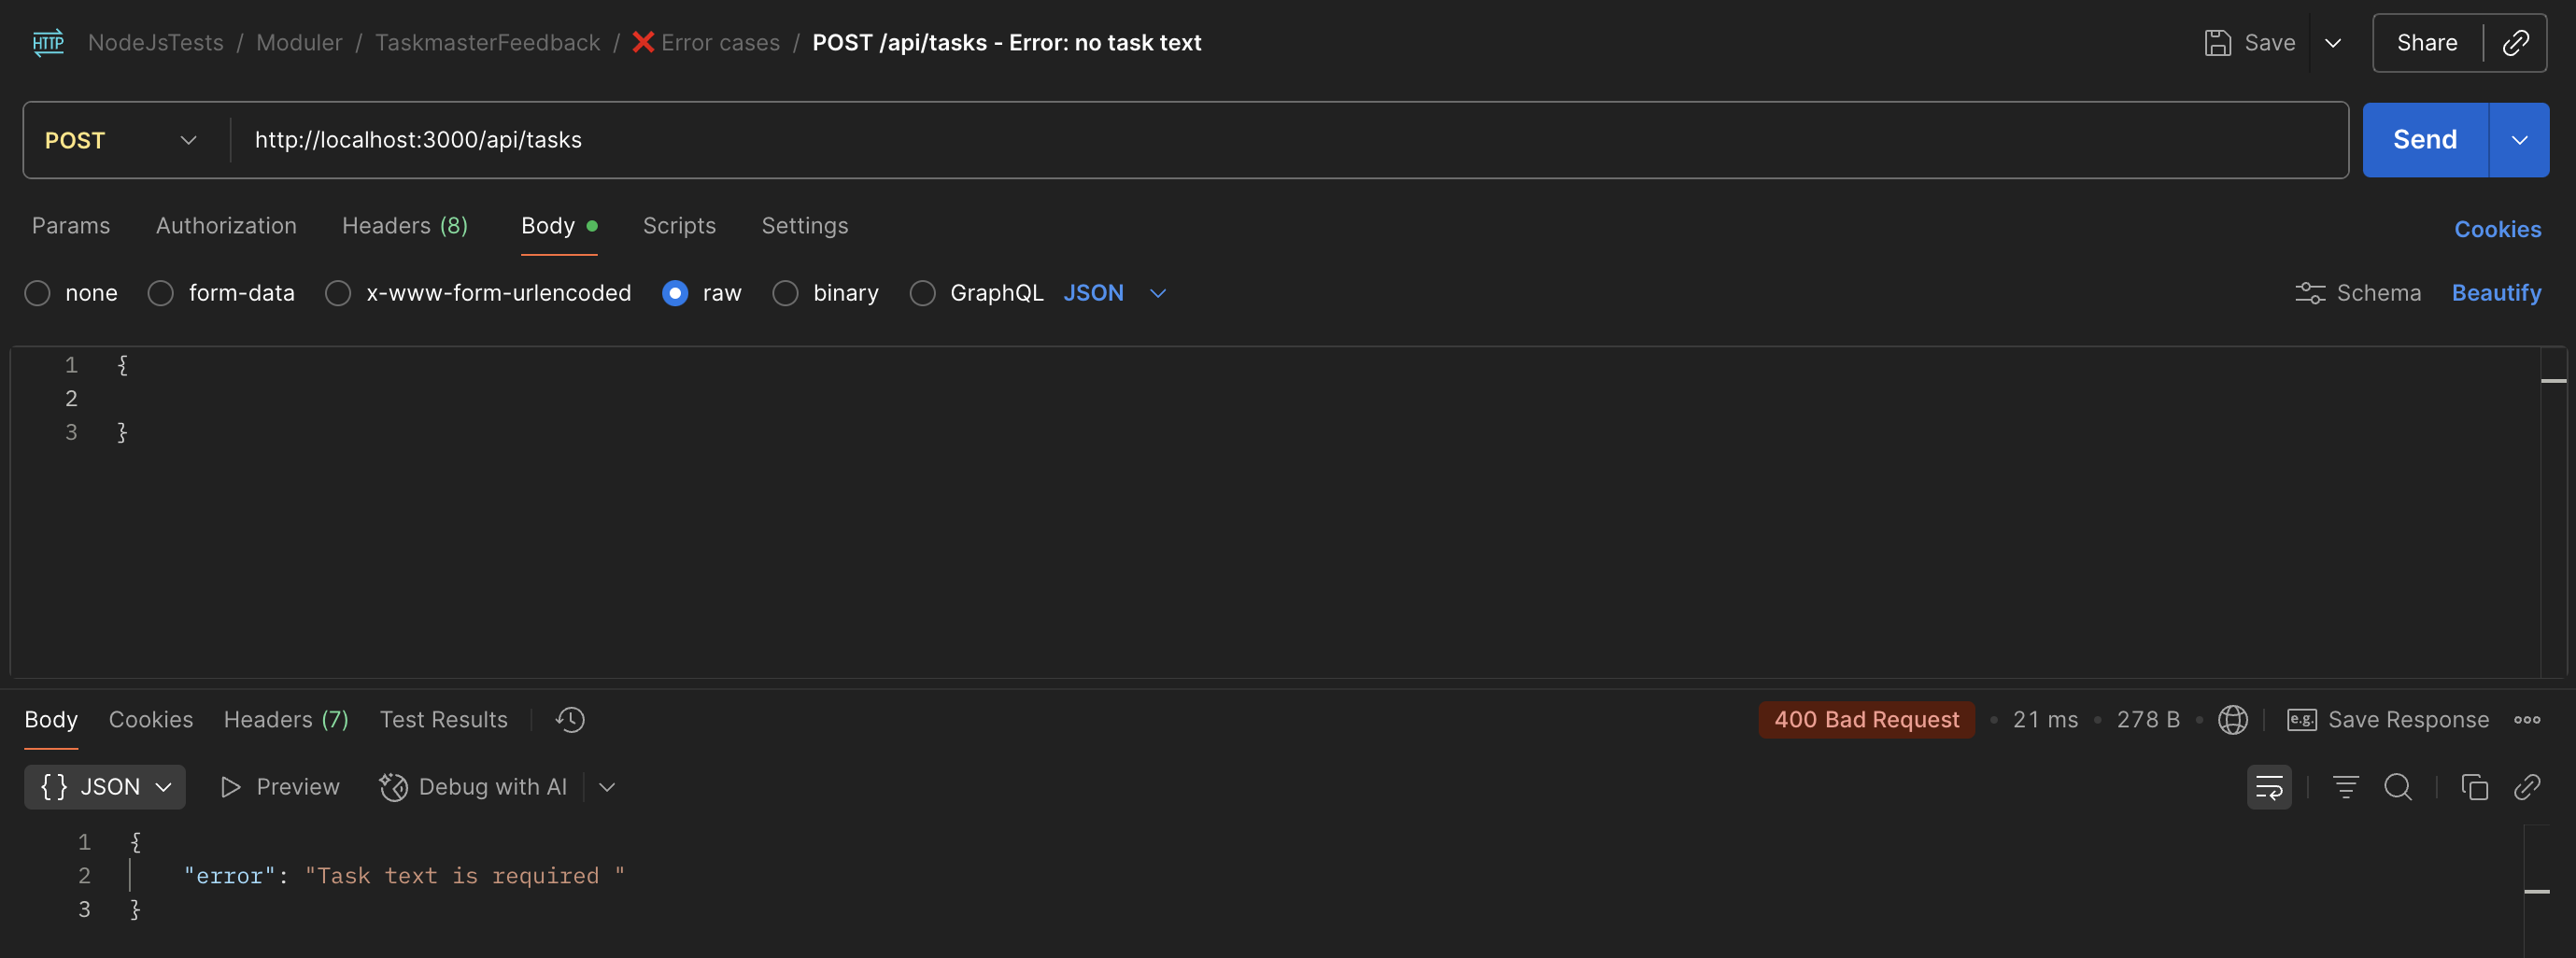 HTTP NodeJsTests / Moduler / TaskmasterFeedback / ❌ Error cases / POST /api/tasks - Error: no task text Save Share
POST http://localhost:3000/api/tasks Send
Params Authorization Headers (8) Body Scripts Settings Cookies
none form-data x-www-form-urlencoded raw binary GraphQL JSON Schema Beautify
1 {
2
3 }
Body Cookies Headers (7) Test Results 400 Bad Request • 21 ms • 278 B • e.g. Save Response
{} JSON Preview Debug with AI
1 {
2 "error": "Task text is required "
3 }